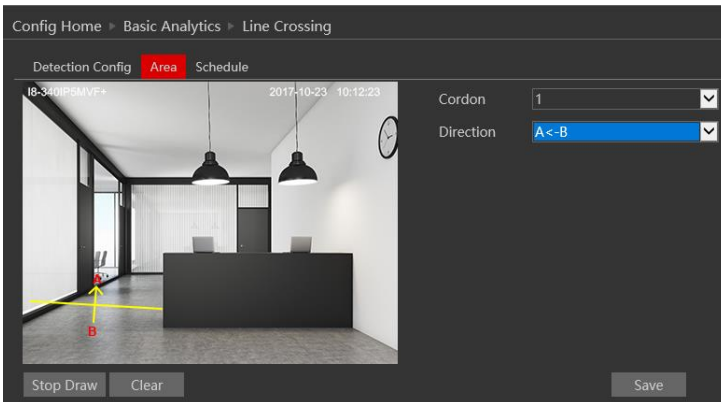 Config Home ▶ Basic Analytics ▶ Line Crossing
Detection Config Area Schedule
I8-340IP5MVF+ 2017-10-23 10:12:23
Cordon 1
Direction A<-B
A
B
Stop Draw Clear Save